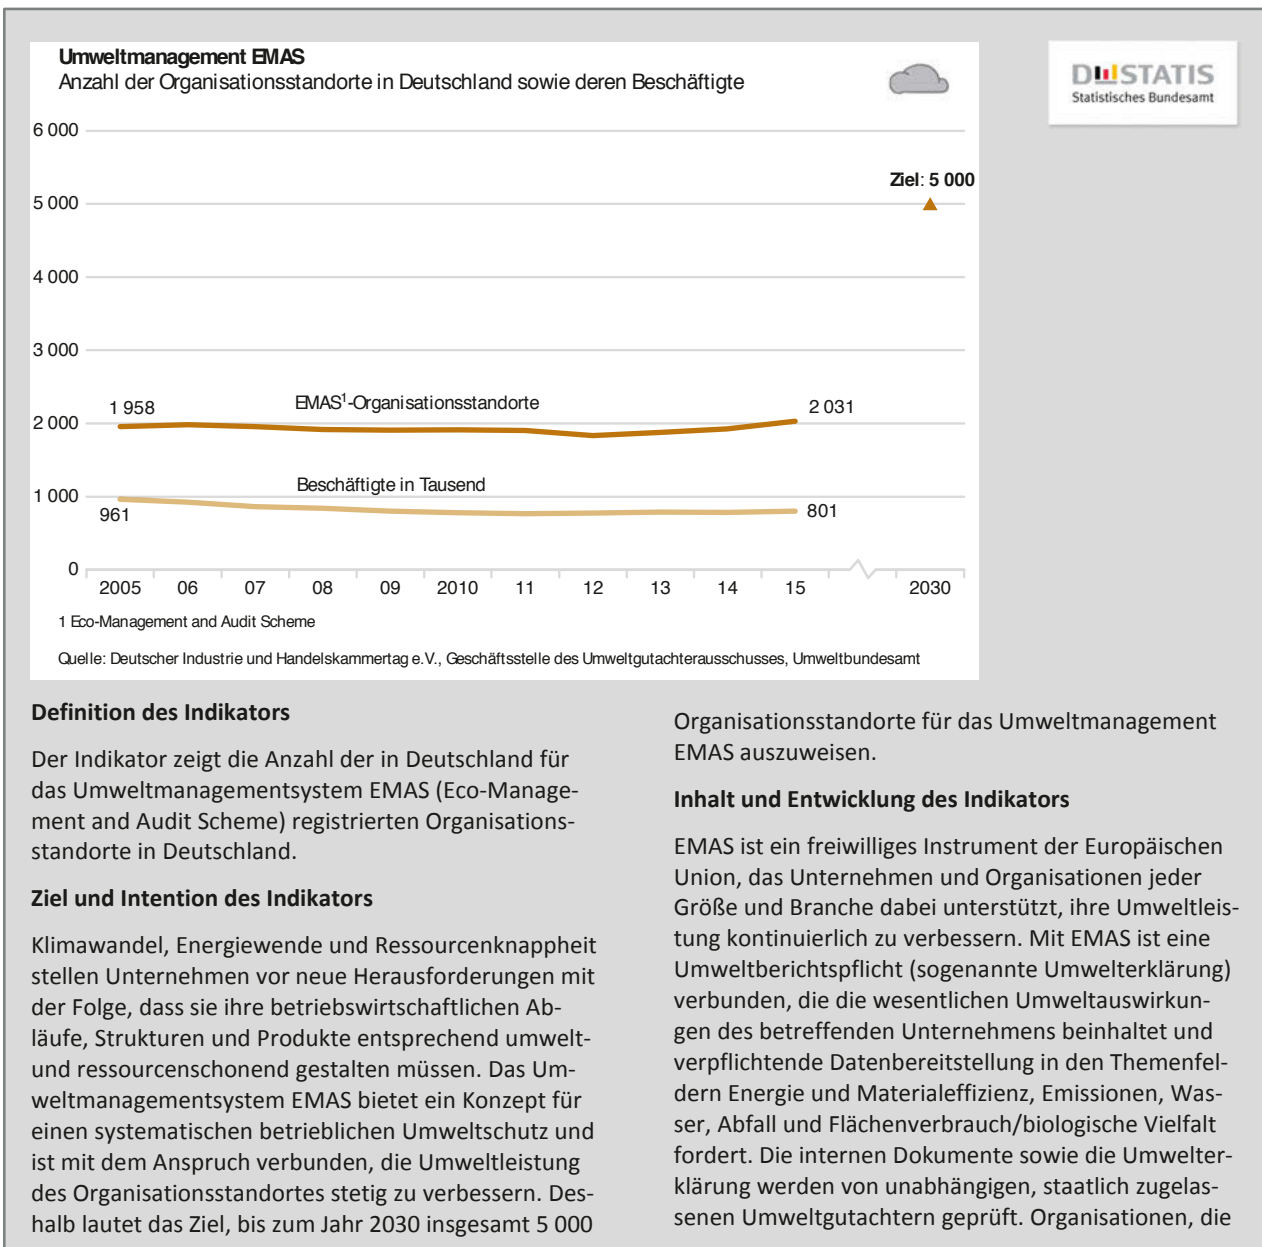 Umweltmanagement EMAS
Anzahl der Organisationsstandorte in Deutschland sowie deren Beschäftigte
DESTATIS
Statistisches Bundesamt
6 000
Ziel: 5 000
5 000
4 000
3 000
1 958
EMAS¹-Organisationsstandorte
2 031
2 000
Beschäftigte in Tausend
1 000
961
801
0
2005 06 07 08 09 2010 11 12 13 14 15 2030
1 Eco-Management and Audit Scheme
Quelle: Deutscher Industrie und Handelskammertag e.V., Geschäftsstelle des Umweltgutachterausschusses, Umweltbundesamt
Definition des Indikators
Der Indikator zeigt die Anzahl der in Deutschland für
das Umweltmanagementsystem EMAS (Eco-Manage-
ment and Audit Scheme) registrierten Organisations-
standorte in Deutschland.
Ziel und Intention des Indikators
Klimawandel, Energiewende und Ressourcenknappheit
stellen Unternehmen vor neue Herausforderungen mit
der Folge, dass sie ihre betriebswirtschaftlichen Ab-
läufe, Strukturen und Produkte entsprechend umwelt-
und ressourcenschonend gestalten müssen. Das Um-
weltmanagementsystem EMAS bietet ein Konzept für
einen systematischen betrieblichen Umweltschutz und
ist mit dem Anspruch verbunden, die Umweltleistung
des Organisationsstandortes stetig zu verbessern. Des-
halb lautet das Ziel, bis zum Jahr 2030 insgesamt 5 000
Organisationsstandorte für das Umweltmanagement
EMAS auszuweisen.
Inhalt und Entwicklung des Indikators
EMAS ist ein freiwilliges Instrument der Europäischen
Union, das Unternehmen und Organisationen jeder
Größe und Branche dabei unterstützt, ihre Umweltleis-
tung kontinuierlich zu verbessern. Mit EMAS ist eine
Umweltberichtspflicht (sogenannte Umwelterklärung)
verbunden, die die wesentlichen Umweltauswirkun-
gen des betreffenden Unternehmens beinhaltet und
verpflichtende Datenbereitstellung in den Themenfel-
dern Energie und Materialeffizienz, Emissionen, Was-
ser, Abfall und Flächenverbrauch/biologische Vielfalt
fordert. Die internen Dokumente sowie die Umwelter-
klärung werden von unabhängigen, staatlich zugelas-
senen Umweltgutachtern geprüft. Organisationen, die